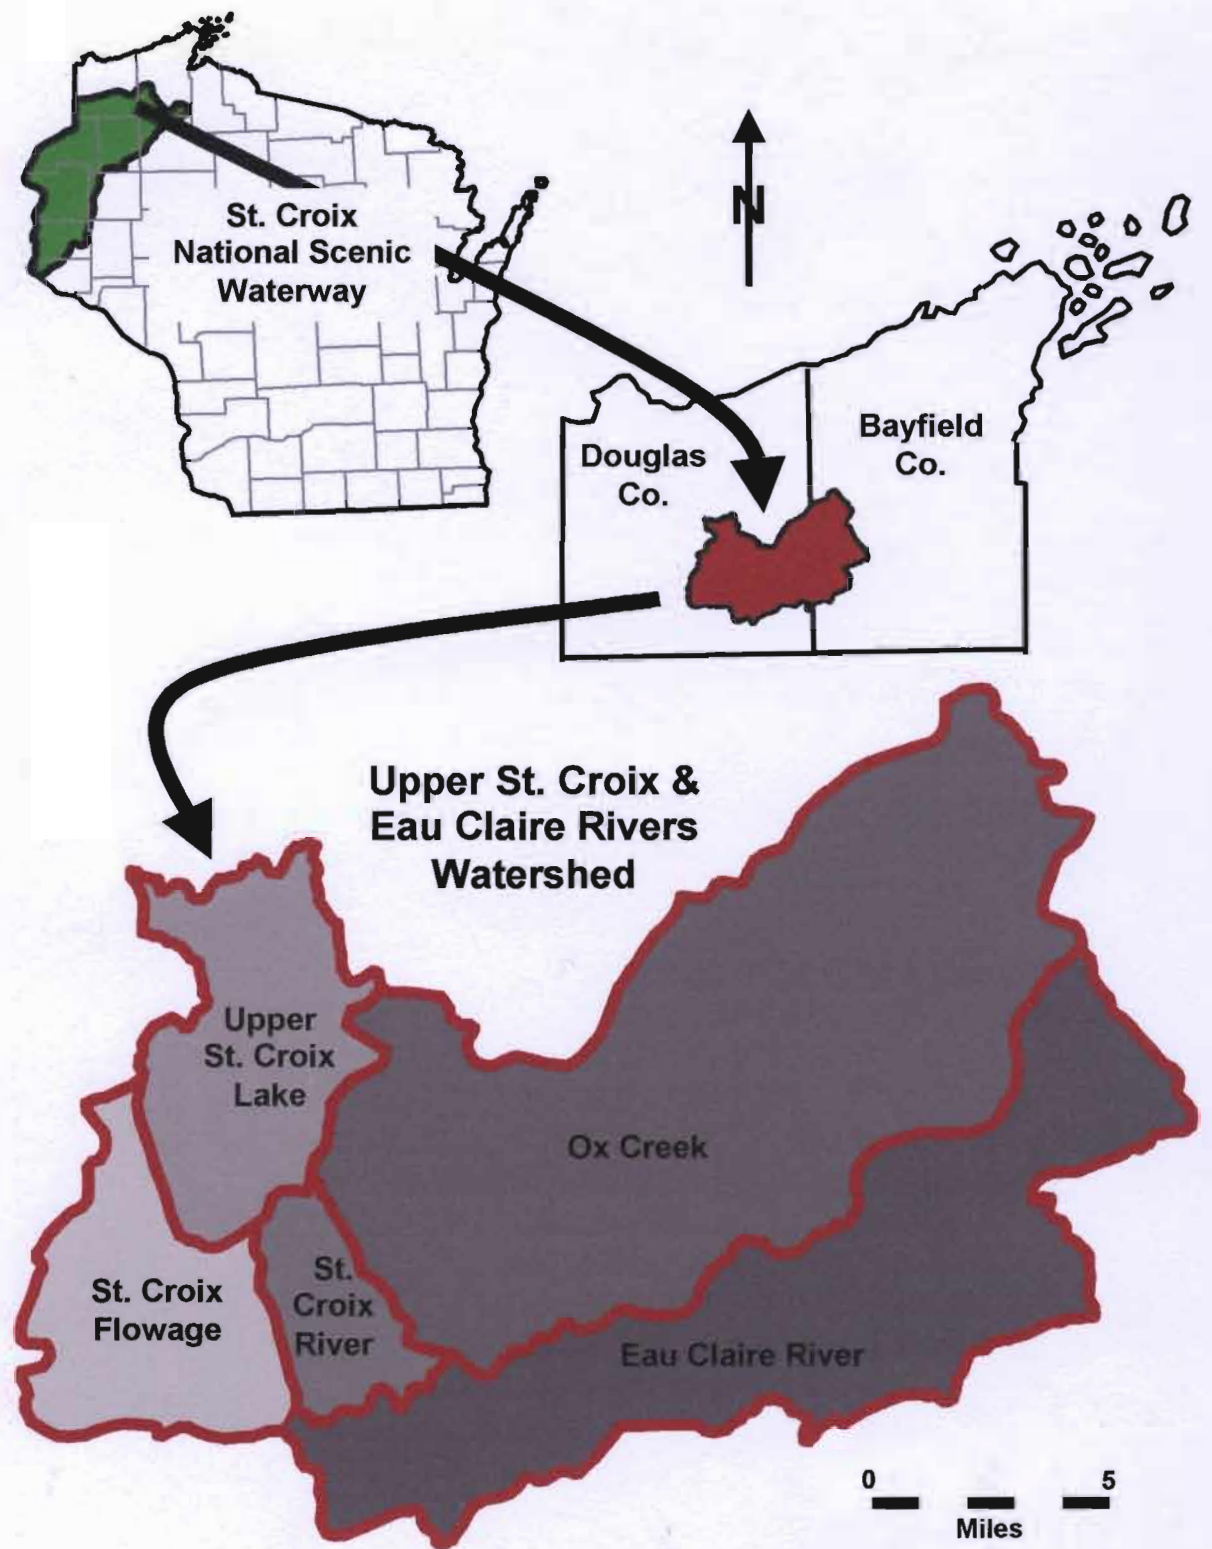 St. Croix
National Scenic
Waterway
N
Douglas
Co.
Bayfield
Co.
Upper St. Croix &
Eau Claire Rivers
Watershed
Upper
St. Croix
Lake
Ox Creek
St. Croix
Flowage
St.
Croix
River
Eau Claire River
0 5
Miles